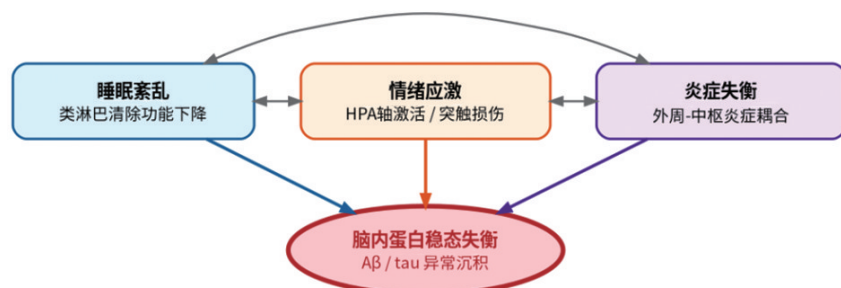 睡眠紊乱
类淋巴清除功能下降
情绪应激
HPA轴激活 / 突触损伤
炎症失衡
外周-中枢炎症耦合
脑内蛋白稳态失衡
Aβ / tau 异常沉积